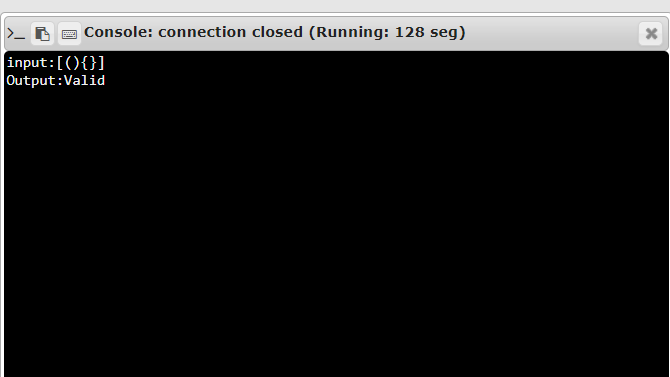 Console: connection closed (Running: 128 seg)
input:[(){}]
Output:Valid